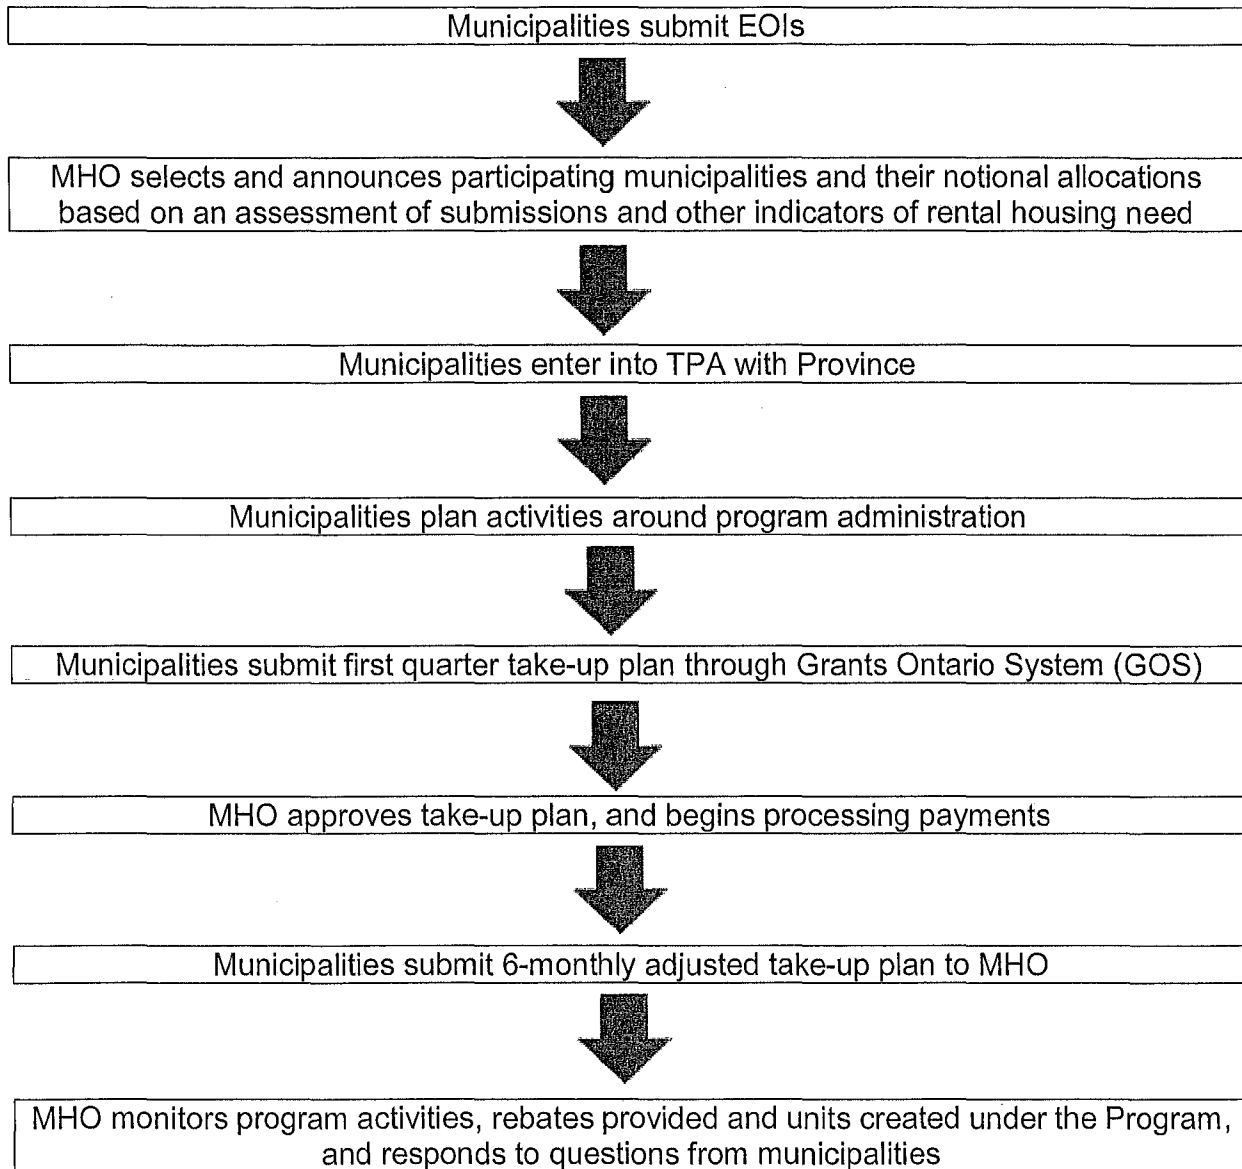 Municipalities submit EOIs
MHO selects and announces participating municipalities and their notional allocations
based on an assessment of submissions and other indicators of rental housing need
Municipalities enter into TPA with Province
Municipalities plan activities around program administration
Municipalities submit first quarter take-up plan through Grants Ontario System (GOS)
MHO approves take-up plan, and begins processing payments
Municipalities submit 6-monthly adjusted take-up plan to MHO
MHO monitors program activities, rebates provided and units created under the Program,
and responds to questions from municipalities